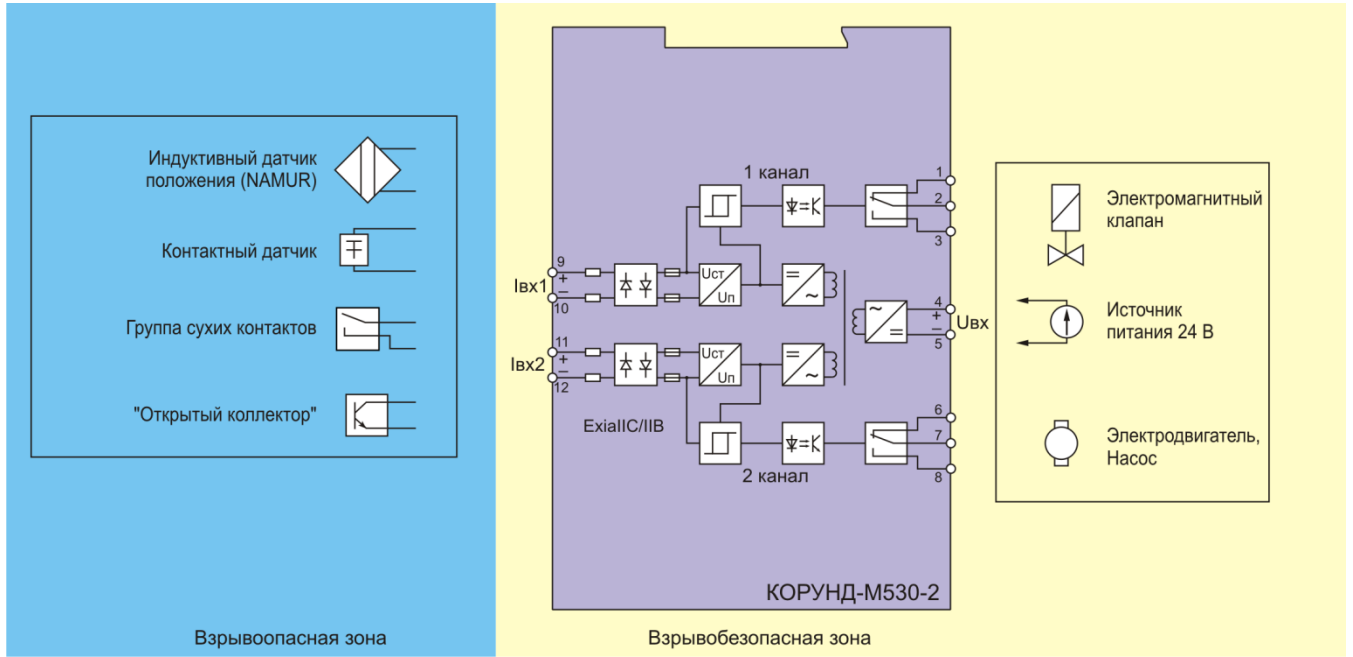 Индуктивный датчик
положения (NAMUR)
Контактный датчик
Группа сухих контактов
"Открытый коллектор"
Взрывоопасная зона
1 канал
1
2
3
9
+
Iвх1
−
10
Uст
Uп
4
+
Uвх
−
5
11
+
Iвх2
−
12
Uст
Uп
ExiaIIC/IIB
6
7
8
2 канал
КОРУНД-М530-2
Взрывобезопасная зона
Электромагнитный
клапан
Источник
питания 24 В
Электродвигатель,
Насос